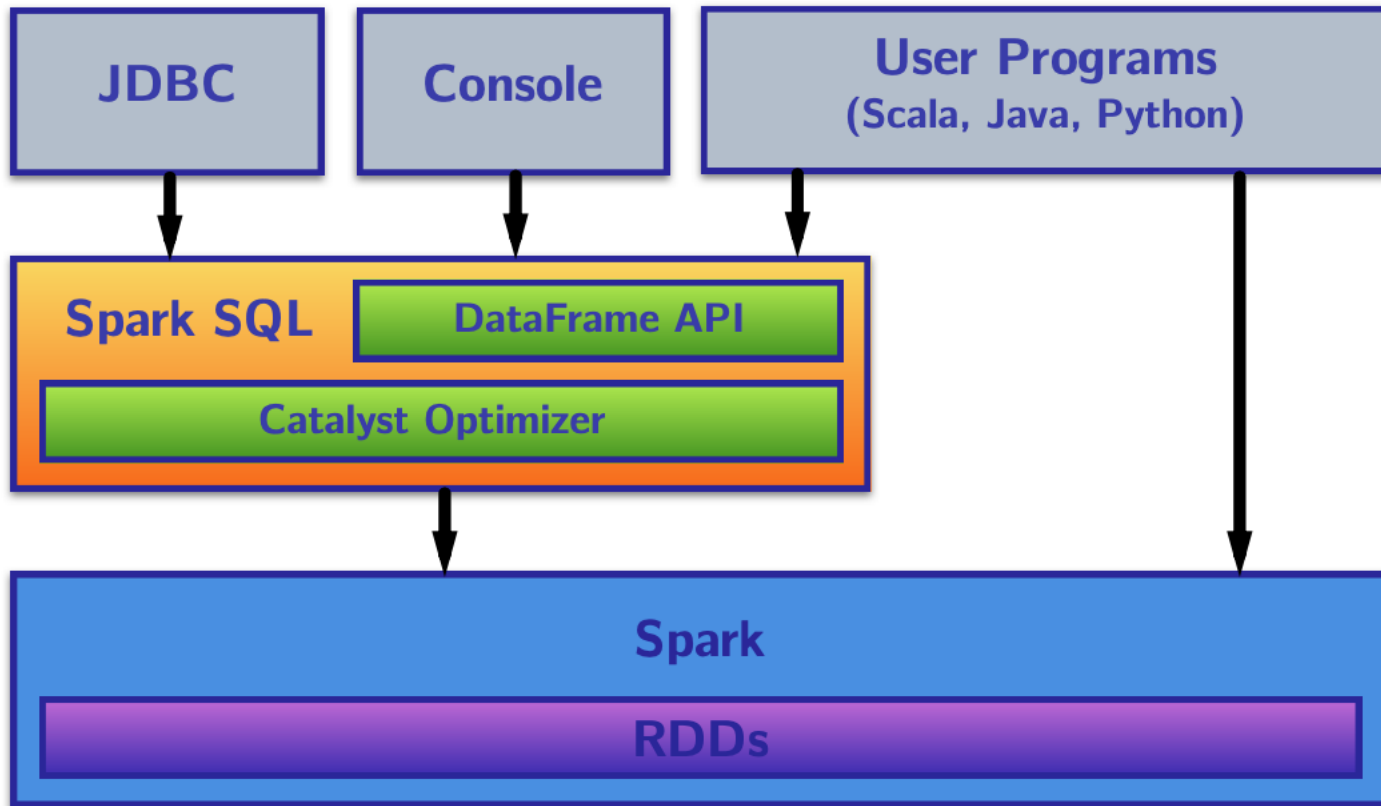 JDBC
Console
User Programs
(Scala, Java, Python)
Spark SQL
DataFrame API
Catalyst Optimizer
Spark
RDDs